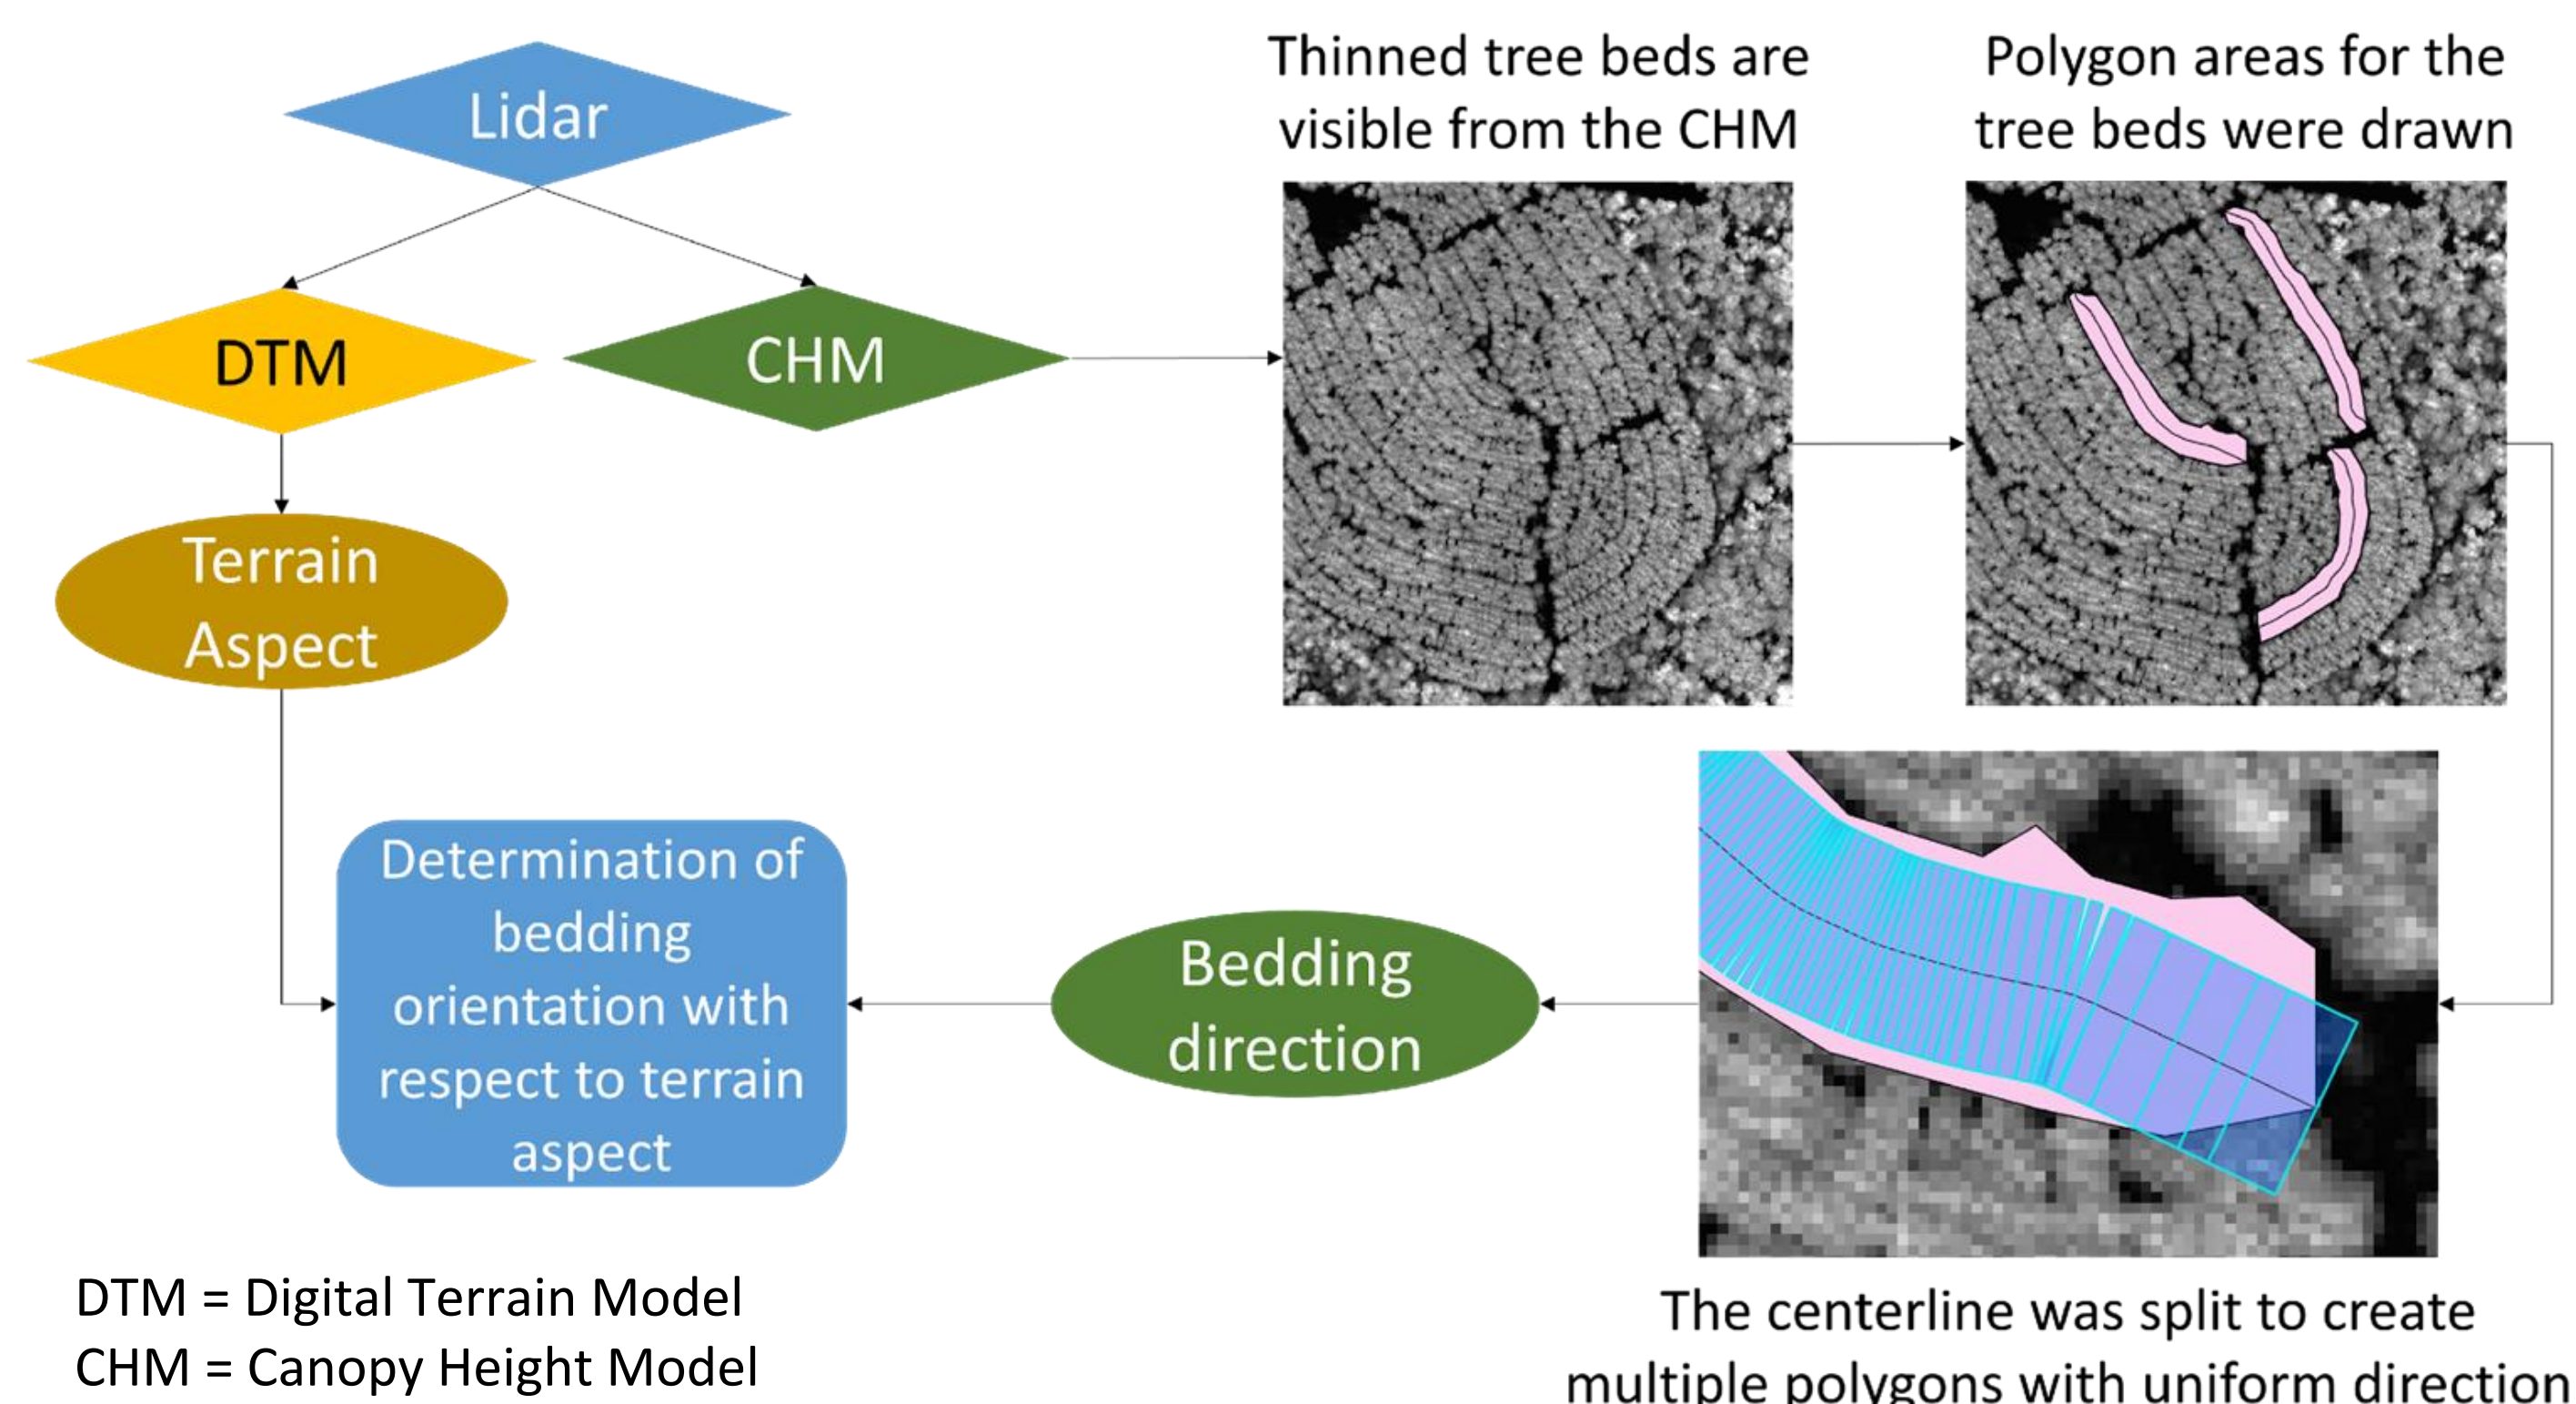 Lidar
DTM
CHM
Terrain
Aspect
Thinned tree beds are
visible from the CHM
Polygon areas for the
tree beds were drawn
Determination of
bedding
orientation with
respect to terrain
aspect
Bedding
direction
The centerline was split to create
multiple polygons with uniform direction
DTM = Digital Terrain Model
CHM = Canopy Height Model